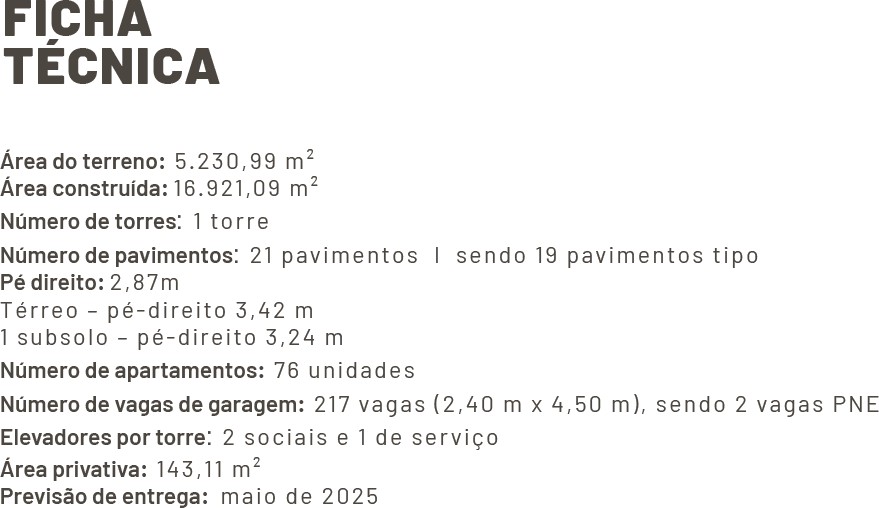 FICHA
TÉCNICA
Área do terreno: 5.230,99 m²
Área construída: 16.921,09 m²
Número de torres: 1 torre
Número de pavimentos: 21 pavimentos I sendo 19 pavimentos tipo
Pé direito: 2,87m
Térreo – pé-direito 3,42 m
1 subsolo – pé-direito 3,24 m
Número de apartamentos: 76 unidades
Número de vagas de garagem: 217 vagas (2,40 m x 4,50 m), sendo 2 vagas PNE
Elevadores por torre: 2 sociais e 1 de serviço
Área privativa: 143,11 m²
Previsão de entrega: maio de 2025